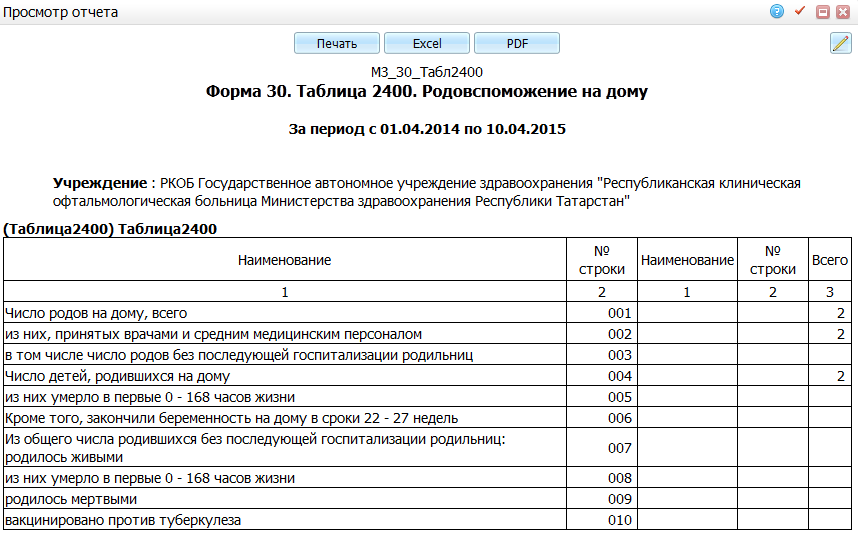 Просмотр отчета
Печать Excel PDF
МЗ_30_Табл2400
Форма 30. Таблица 2400. Родовспоможение на дому
За период с 01.04.2014 по 10.04.2015
Учреждение : РКОБ Государственное автономное учреждение здравоохранения "Республиканская клиническая
офтальмологическая больница Министерства здравоохранения Республики Татарстан"
(Таблица2400) Таблица2400
Наименование № строки Наименование № строки Всего
1 2 1 2 3
Число родов на дому, всего 001 2
из них, принятых врачами и средним медицинским персоналом 002 2
в том числе число родов без последующей госпитализации родильниц 003
Число детей, родившихся на дому 004 2
из них умерло в первые 0 - 168 часов жизни 005
Кроме того, закончили беременность на дому в сроки 22 - 27 недель 006
Из общего числа родившихся без последующей госпитализации родильниц:
родилось живыми 007
из них умерло в первые 0 - 168 часов жизни 008
родилось мертвыми 009
вакцинировано против туберкулеза 010